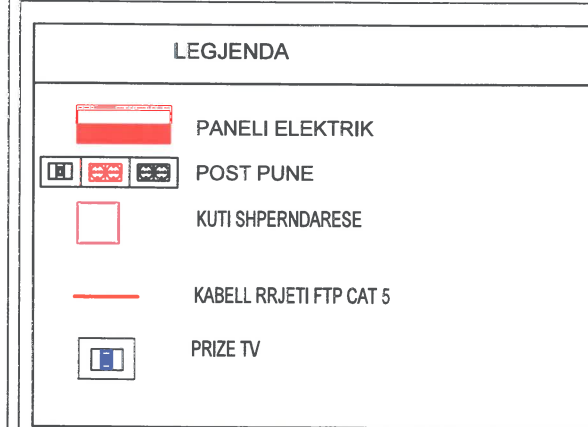 LEGJENDA
PANELI ELEKTRIK
POST PUNE
KUTI SHPERNDARESE
KABELL RRJETI FTP CAT 5
PRIZE TV